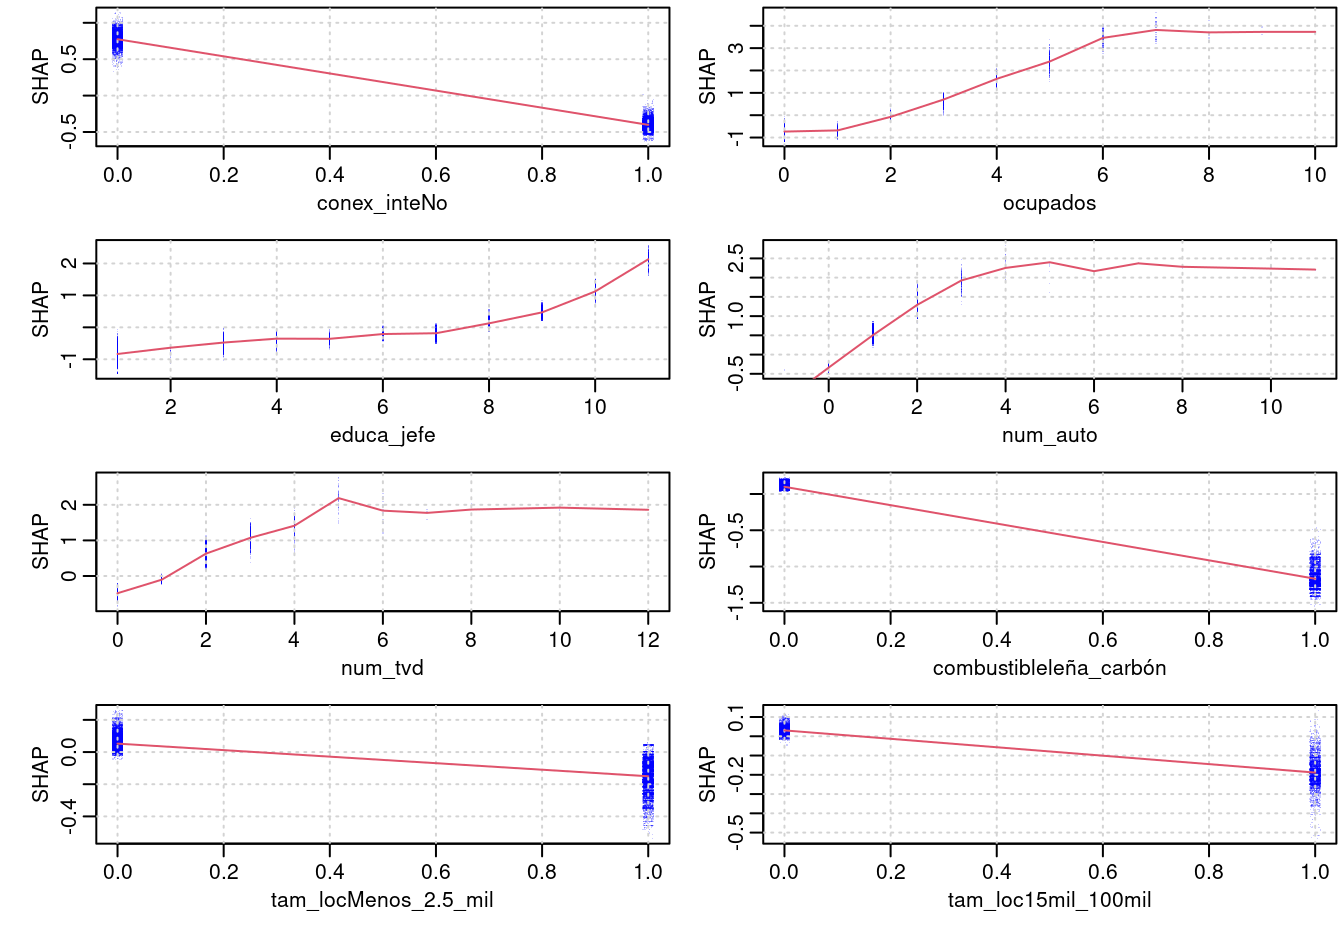 SHAP
-0.5 0.5
0.0 0.2 0.4 0.6 0.8 1.0
conex_inteNo
SHAP
-1 1 3
0 2 4 6 8 10
ocupados
SHAP
-1 1 2
2 4 6 8 10
educa_jefe
SHAP
-0.5 1.0 2.5
0 2 4 6 8 10
num_auto
SHAP
0 1 2
0 2 4 6 8 10 12
num_tvd
SHAP
-1.5 -0.5
0.0 0.2 0.4 0.6 0.8 1.0
combustibleleña_carbón
SHAP
-0.4 0.0
0.0 0.2 0.4 0.6 0.8 1.0
tam_locMenos_2.5_mil
SHAP
-0.5 -0.2 0.1
0.0 0.2 0.4 0.6 0.8 1.0
tam_loc15mil_100mil